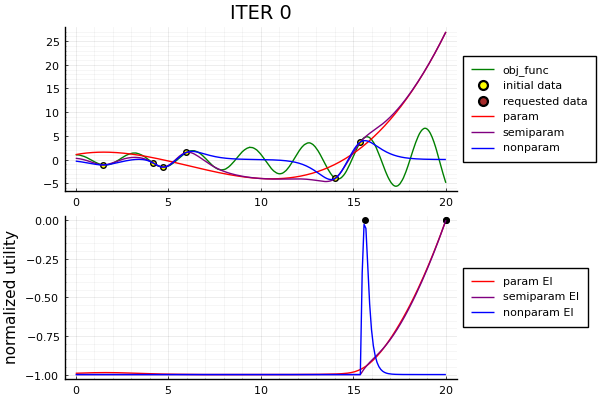 ITER 0
25
20
15
10
5
0
−5
0
5
10
15
20
obj_func
initial data
requested data
param
semiparam
nonparam
normalized utility
0.00
−0.25
−0.50
−0.75
−1.00
0
5
10
15
20
param EI
semiparam EI
nonparam EI